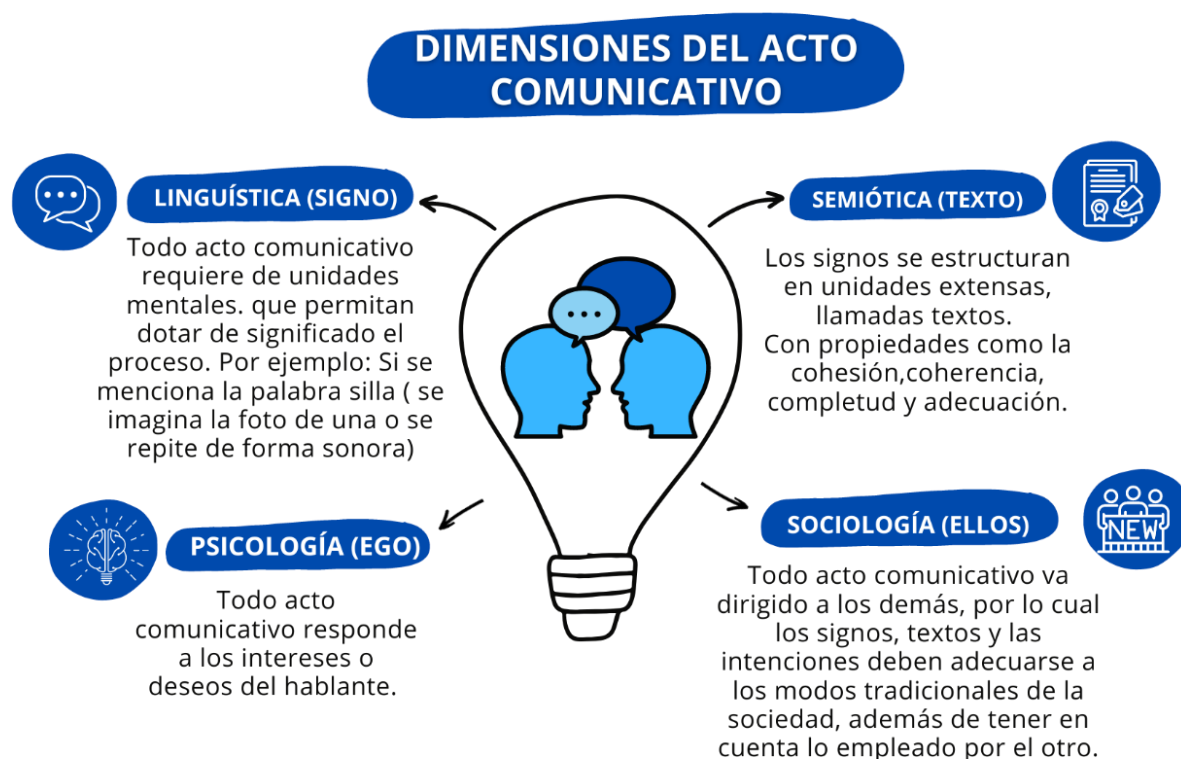 DIMENSIONES DEL ACTO
COMUNICATIVO
LINGUÍSTICA (SIGNO)
Todo acto comunicativo
requiere de unidades
mentales. que permitan
dotar de significado el
proceso. Por ejemplo: Si se
menciona la palabra silla ( se
imagina la foto de una o se
repite de forma sonora)
SEMIÓTICA (TEXTO)
Los signos se estructuran
en unidades extensas,
llamadas textos.
Con propiedades como la
cohesión,coherencia,
completud y adecuación.
PSICOLOGÍA (EGO)
Todo acto
comunicativo responde
a los intereses o
deseos del hablante.
SOCIOLOGÍA (ELLOS)
NEW
Todo acto comunicativo va
dirigido a los demás, por lo cual
los signos, textos y las
intenciones deben adecuarse a
los modos tradicionales de la
sociedad, además de tener en
cuenta lo empleado por el otro.